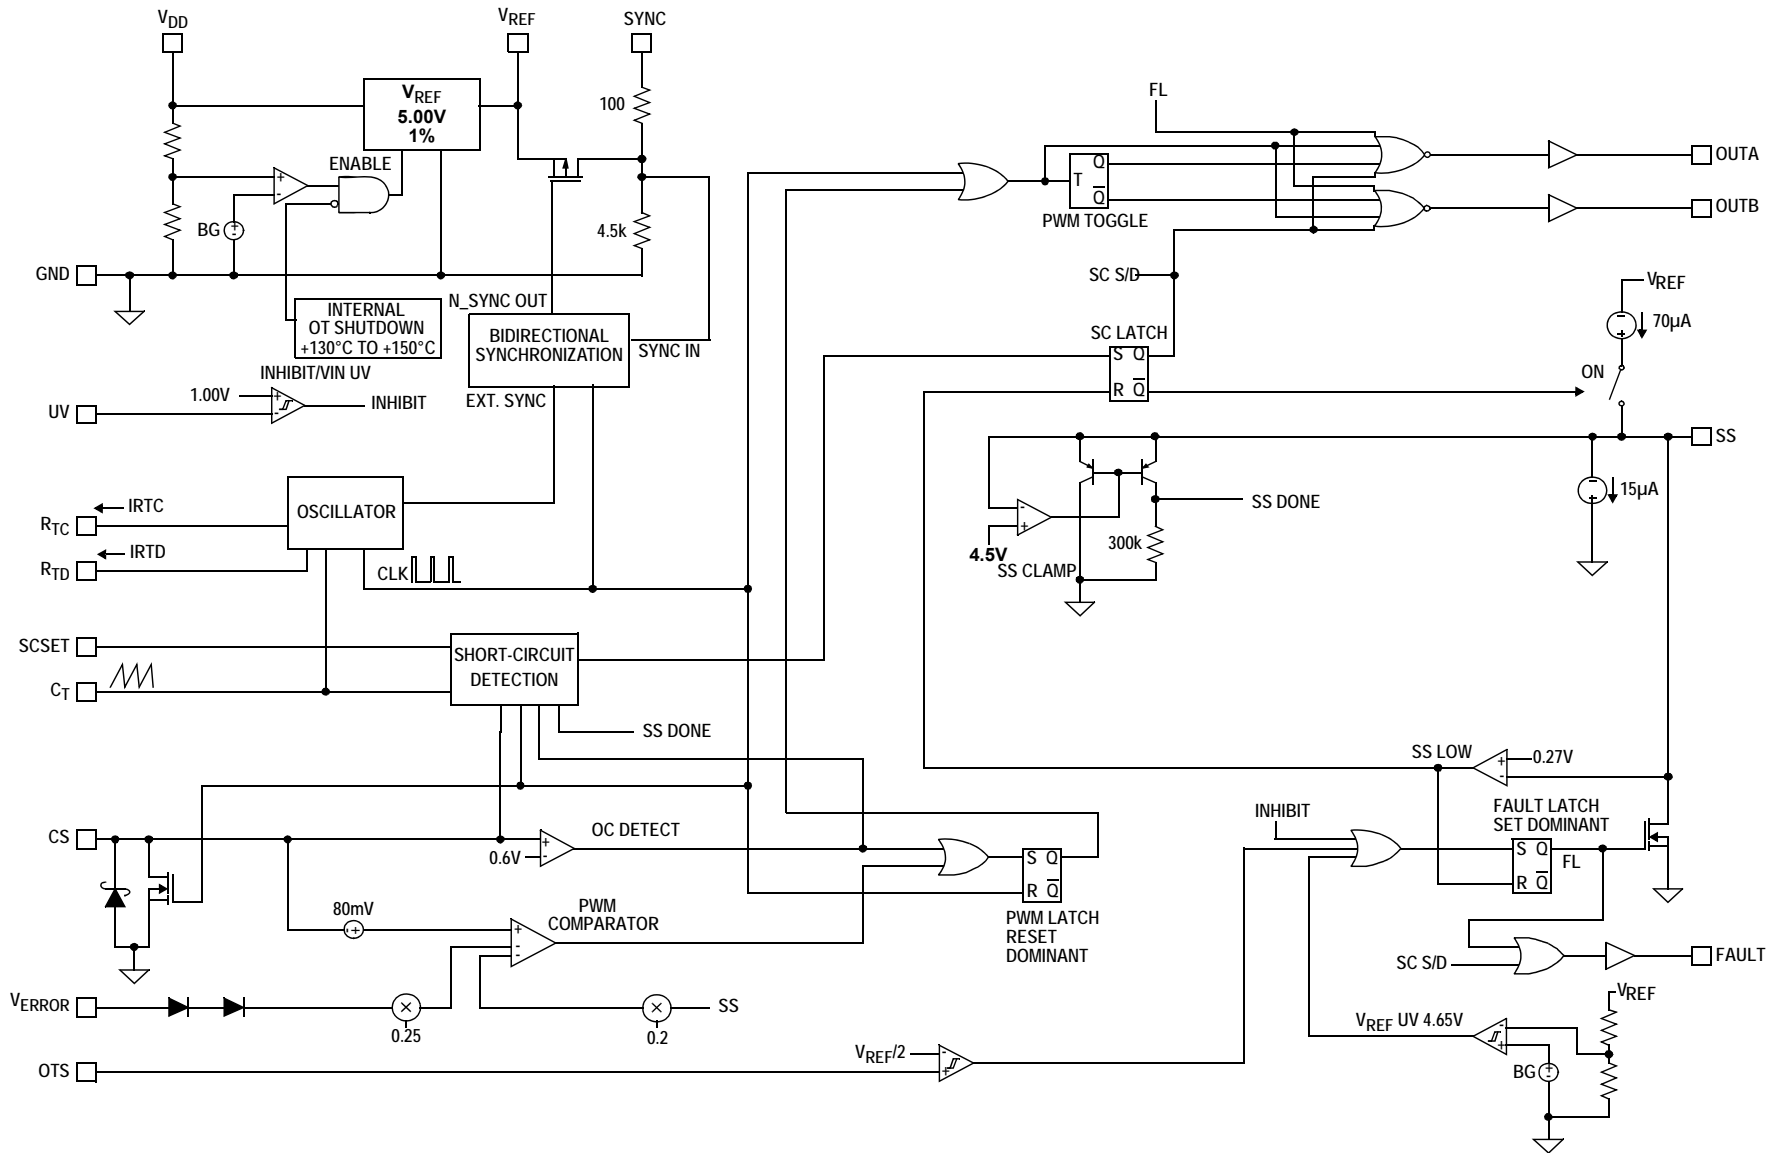 VDD
VREF
SYNC
VREF
5.00V
1%
100
FL
ENABLE
+
-
BG
+
-
4.5k
Q
T
Q
PWM TOGGLE
OUTA
OUTB
GND
INTERNAL
OT SHUTDOWN
+130°C TO +150°C
N_SYNC OUT
BIDIRECTIONAL
SYNCHRONIZATION
SYNC IN
EXT. SYNC
SC S/D
SC LATCH
S Q
R Q
VREF
70µA
ON
INHIBIT/VIN UV
1.00V
+
-
INHIBIT
UV
SS
15µA
IRTC
RTC
IRTD
RTD
OSCILLATOR
CLK
-
+
4.5V
SS CLAMP
300k
SS DONE
SCSET
CT
SHORT-CIRCUIT
DETECTION
SS DONE
SS LOW
+
-
0.27V
CS
+
-
0.6V
OC DETECT
S Q
R Q
PWM LATCH
RESET
DOMINANT
INHIBIT
FAULT LATCH
SET DOMINANT
S Q
R Q
FL
80mV
- +
PWM
COMPARATOR
+
-
-
SC S/D
FAULT
VERROR
×
0.25
×
0.2
SS
VREF/2
-
+
OTS
VREF UV 4.65V
-
+
VREF
BG
+
-